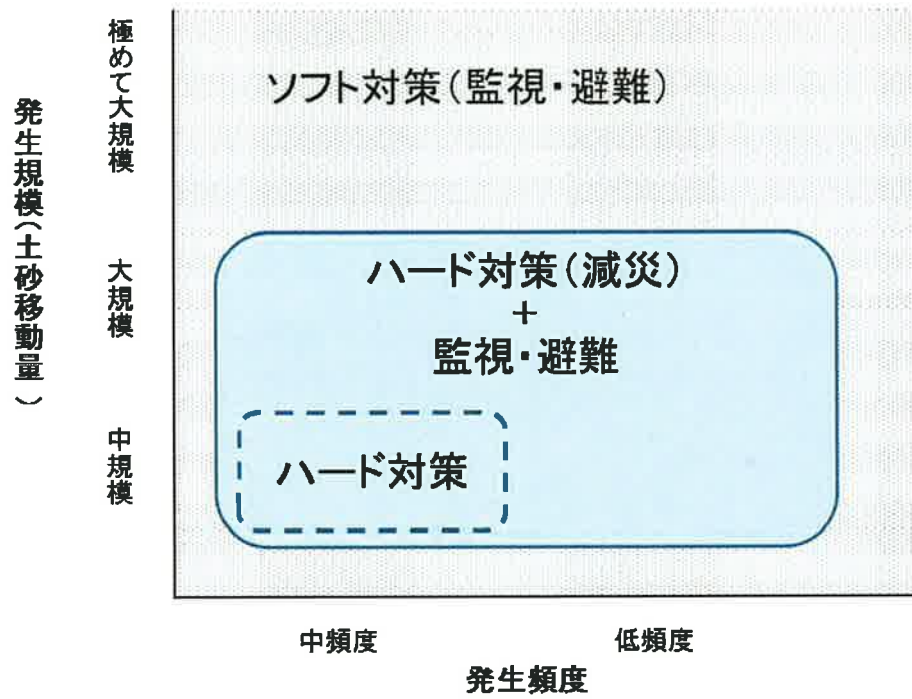 発生規模（土砂移動量）
極めて大規模
大規模
中規模
ソフト対策（監視・避難）
ハード対策（減災）
+
監視・避難
ハード対策
中頻度
低頻度
発生頻度